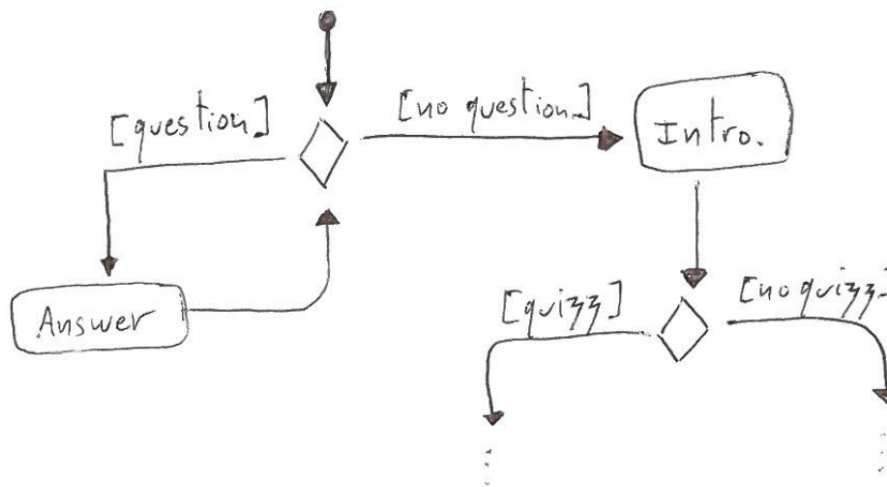 [question]
[no question]
Intro.
Answer
[quizz]
[no quizz]